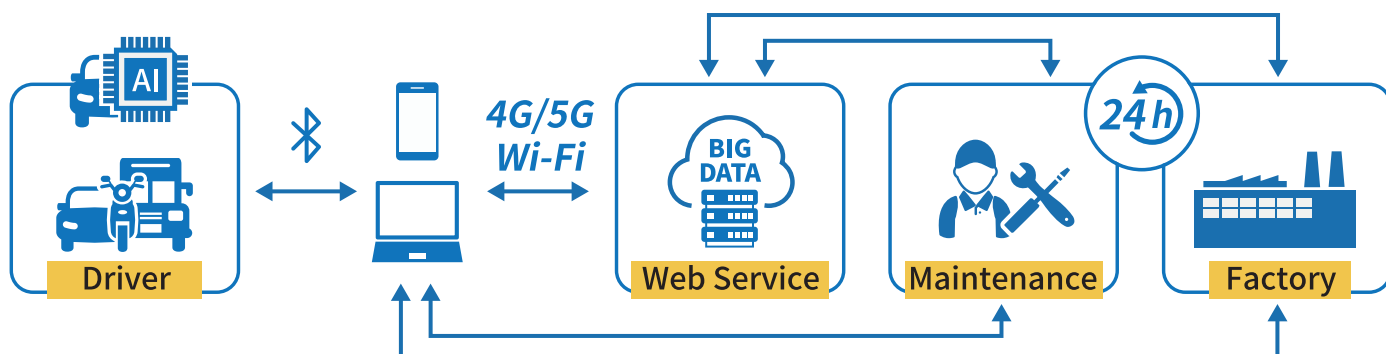 AI
Driver
4G/5G
Wi-Fi
BIG
DATA
Web Service
Maintenance
24h
Factory